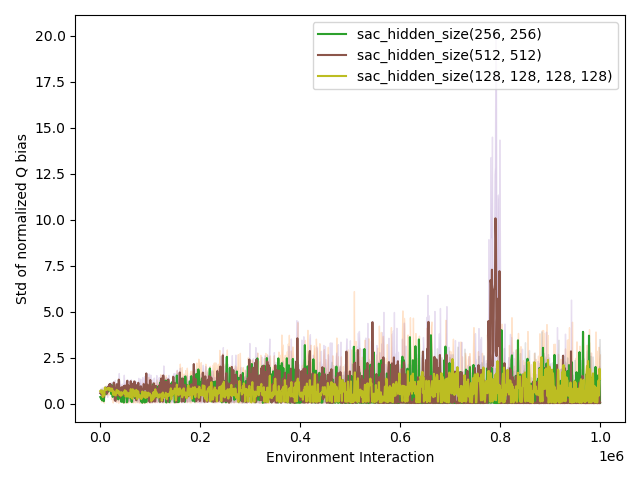 20.0
17.5
15.0
12.5
10.0
7.5
5.0
2.5
0.0
Std of normalized Q bias
sac_hidden_size(256, 256)
sac_hidden_size(512, 512)
sac_hidden_size(128, 128, 128, 128)
0.0 0.2 0.4 0.6 0.8 1.0
1e6
Environment Interaction